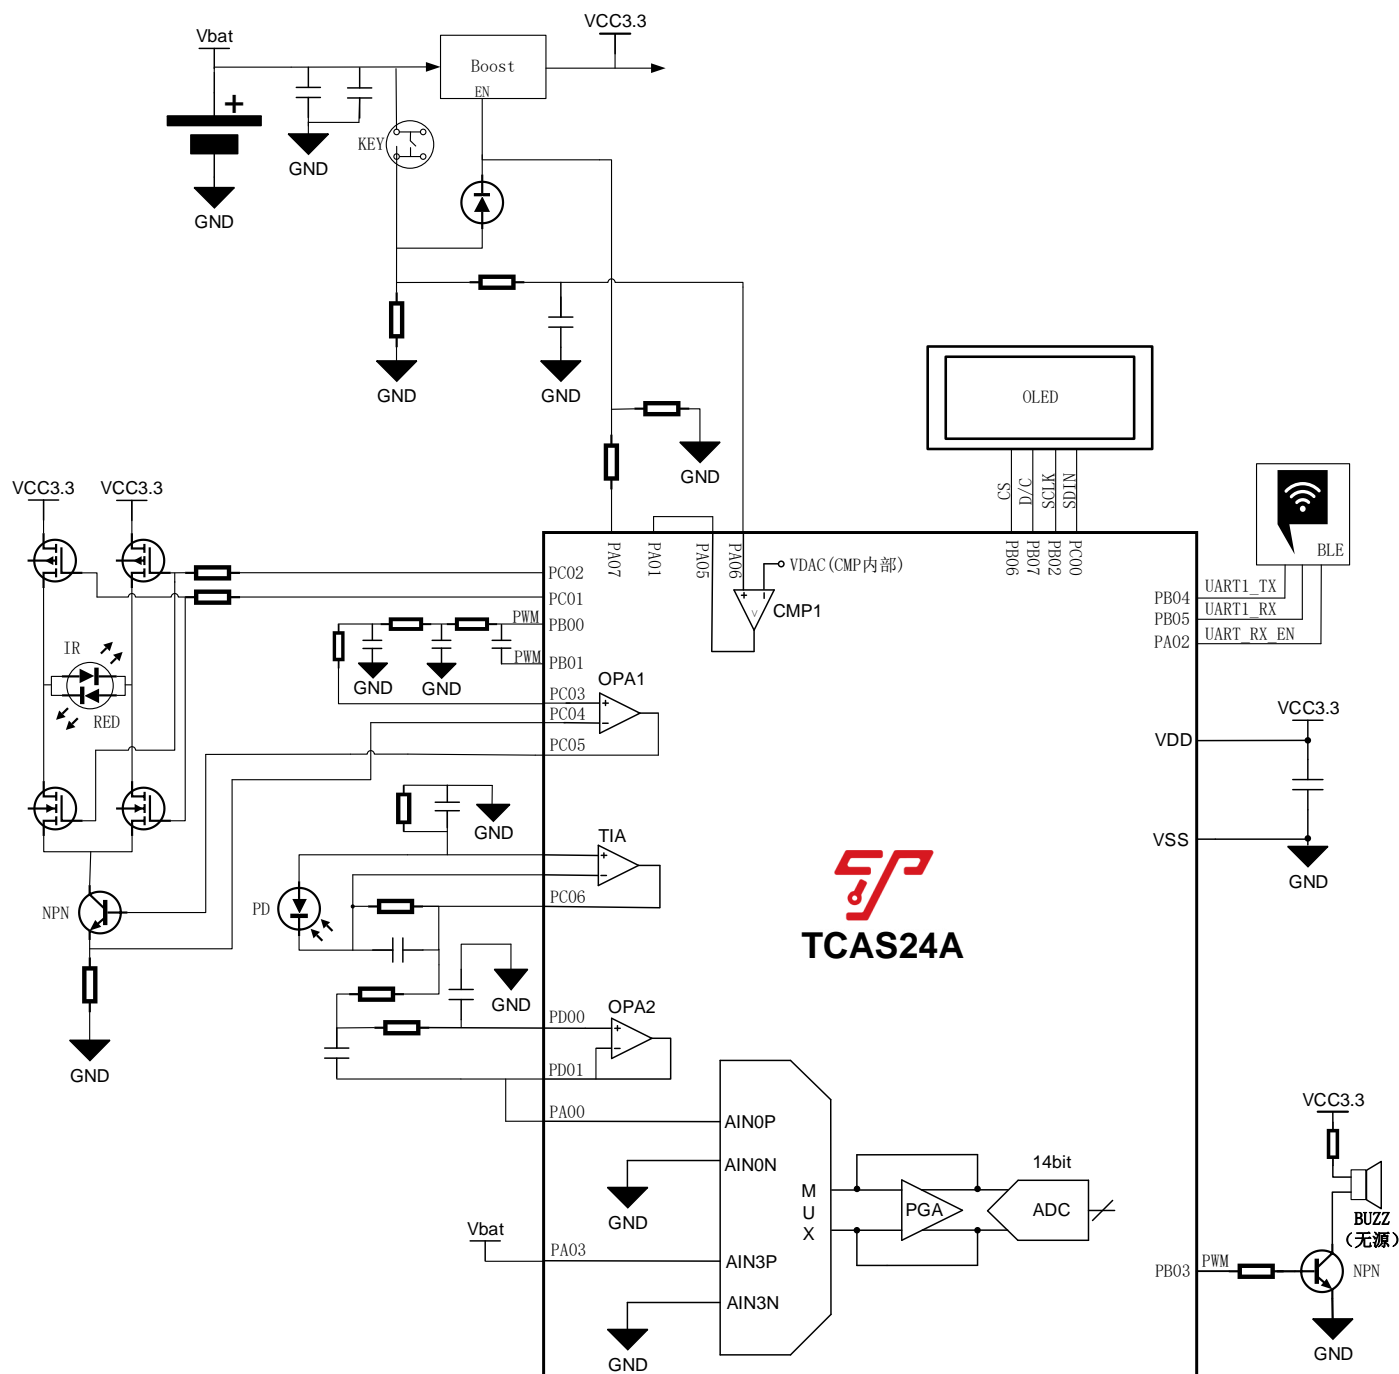 VCC3.3
Vbat
Boost
EN
+
KEY
GND
GND
GND
GND
GND
OLED
CS
D/C
SCLK
SDIN
BLE
VCC3.3
VCC3.3
PA07
PA01
PA05
PA06
PB06
PB07
PB02
PC00
VDAC(CMP内部)
CMP1
PC02
PC01
PWM
PB00
PWM
PB01
GND
GND
PB04
UART1_TX
PB05
UART1_RX
PA02
UART_RX_EN
IR
RED
PC03
PC04
PC05
OPA1
VCC3.3
VDD
VSS
GND
GND
TIA
PC06
PD
NPN
GND
GND
TCAS24A
PD00
PD01
OPA2
PA00
AIN0P
AIN0N
GND
Vbat
PA03
AIN3P
AIN3N
GND
MUX
PGA
14bit
ADC
VCC3.3
BUZZ
(无源)
PB03
PWM
NPN
GND